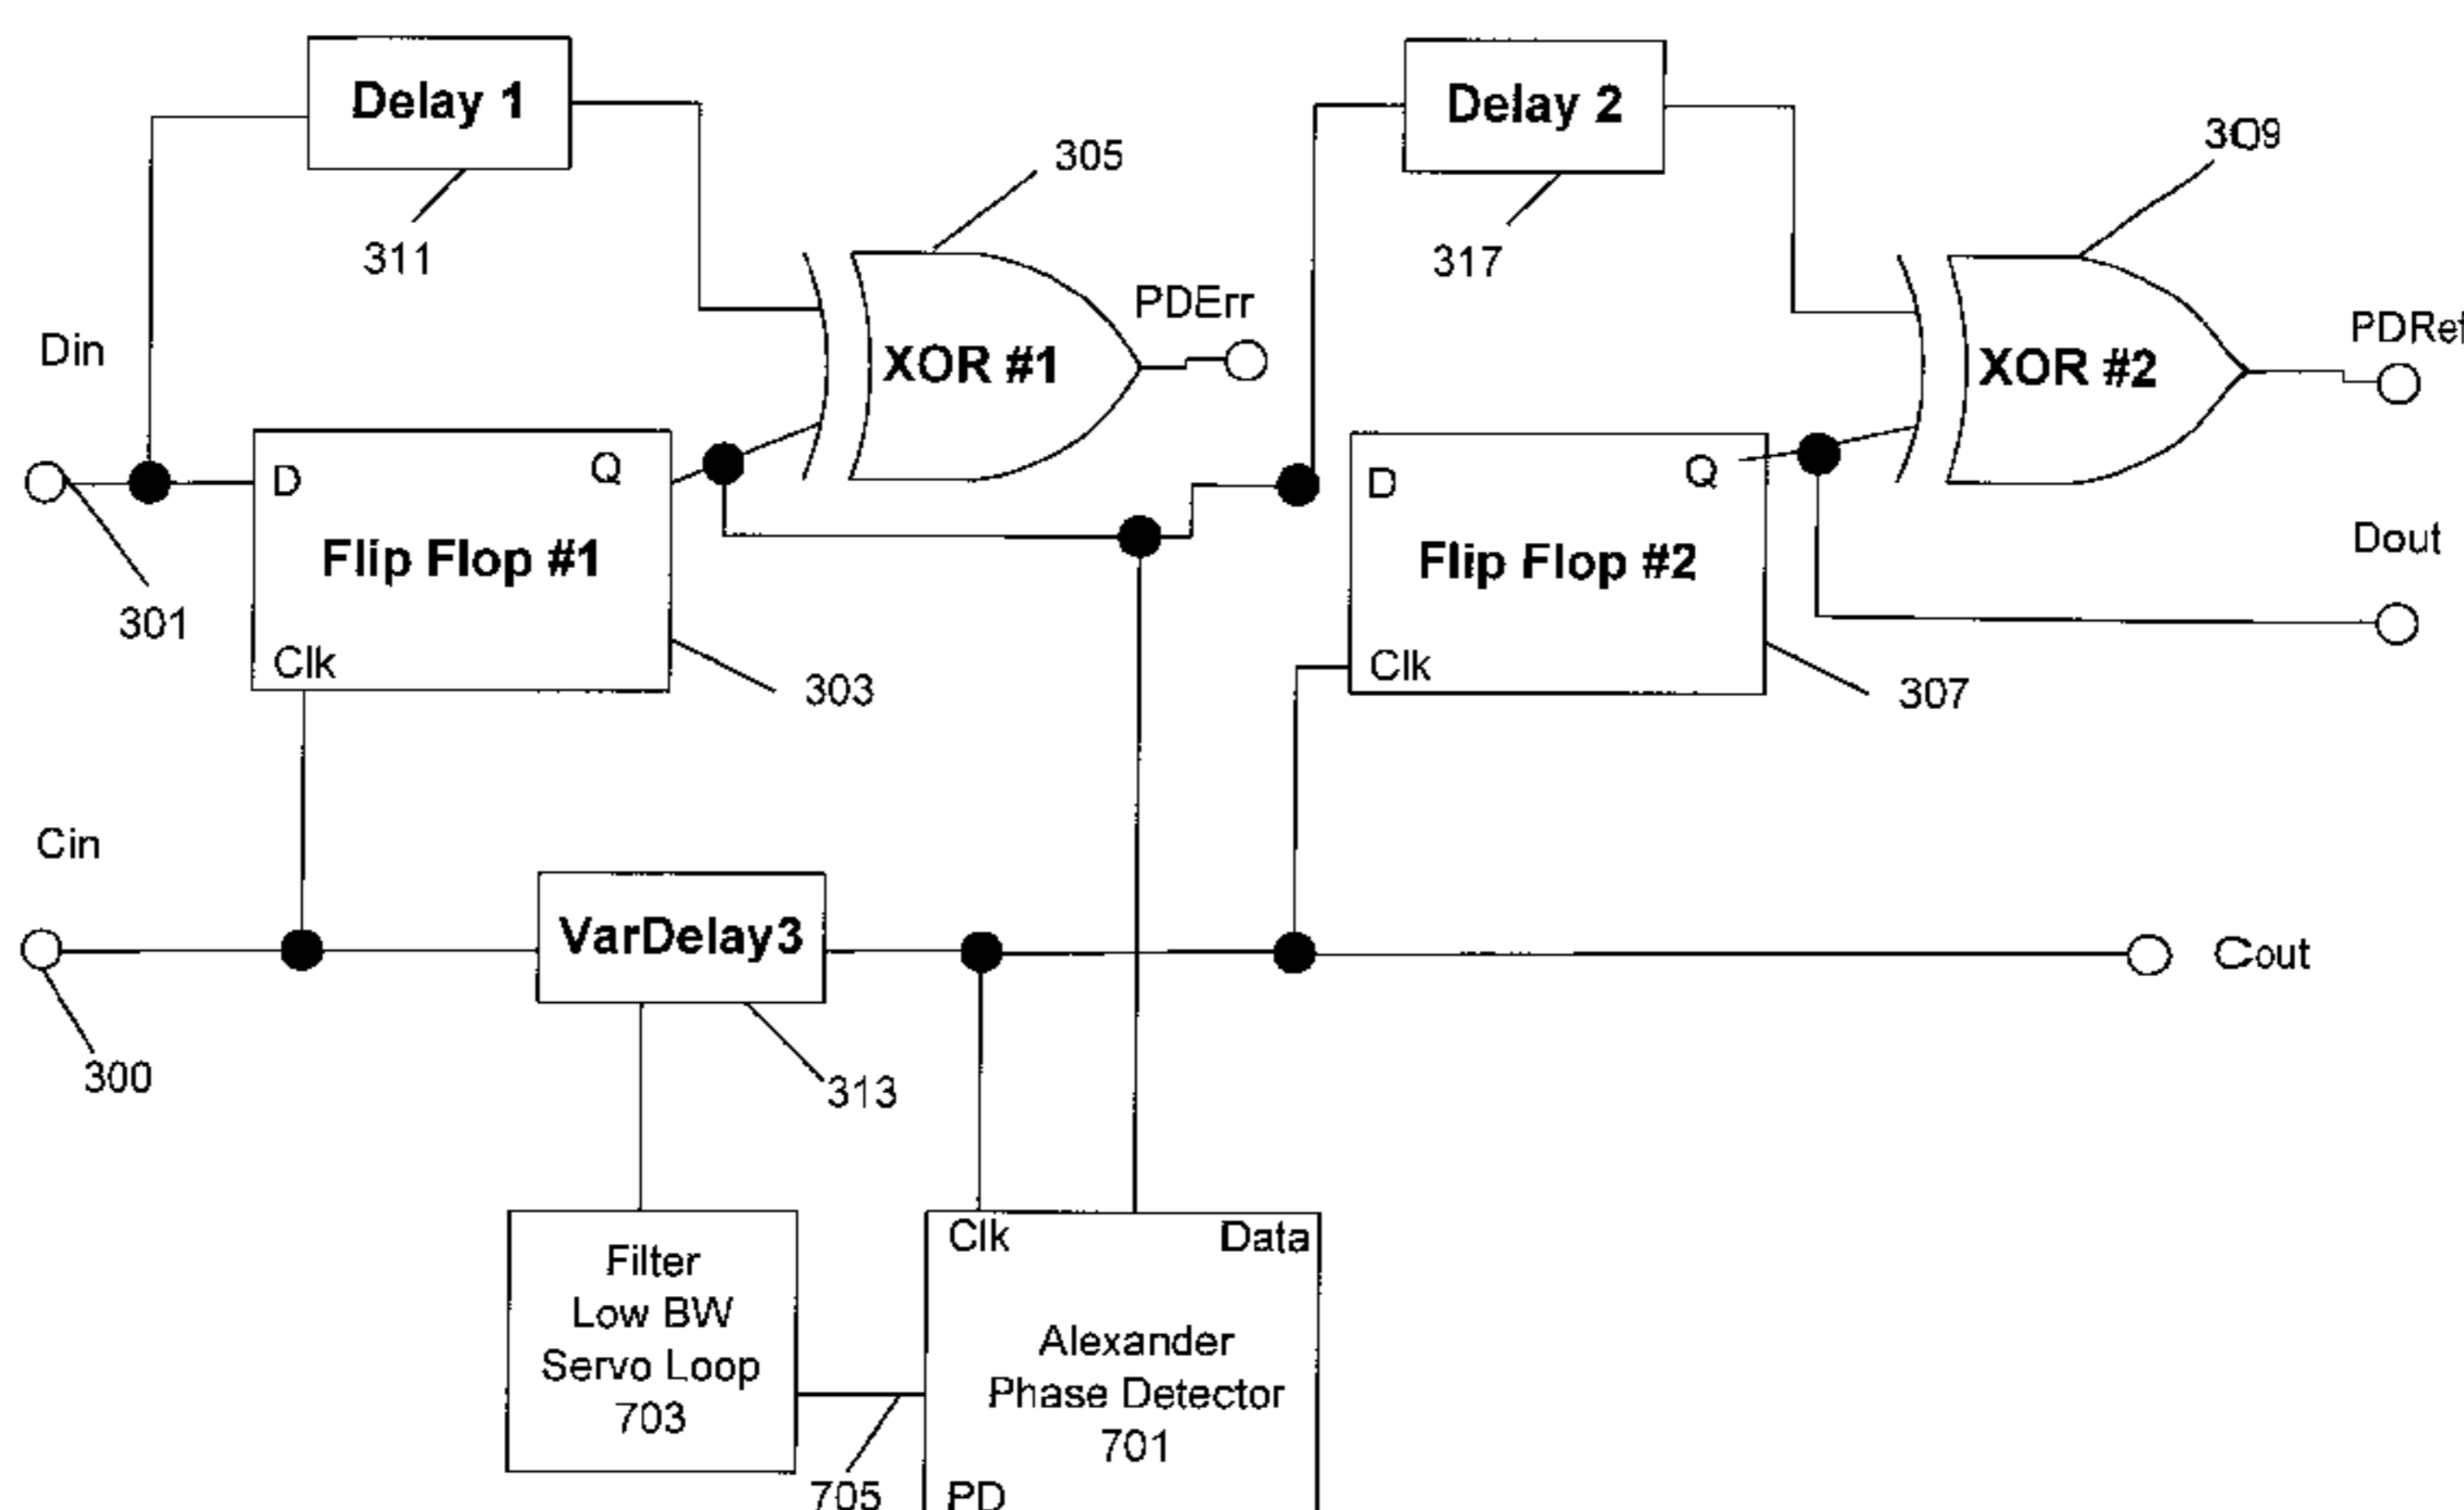 Delay 1
Delay 2
305
309
311
317
PDErr
PDRef
Din
XOR #1
XOR #2
D
Q
D
Q
Dout
Flip Flop #1
Flip Flop #2
301
Clk
Clk
303
307
Cin
VarDelay3
Cout
300
313
Clk
Data
Filter
Low BW
Servo Loop
703
Alexander
Phase Detector
701
705
PD